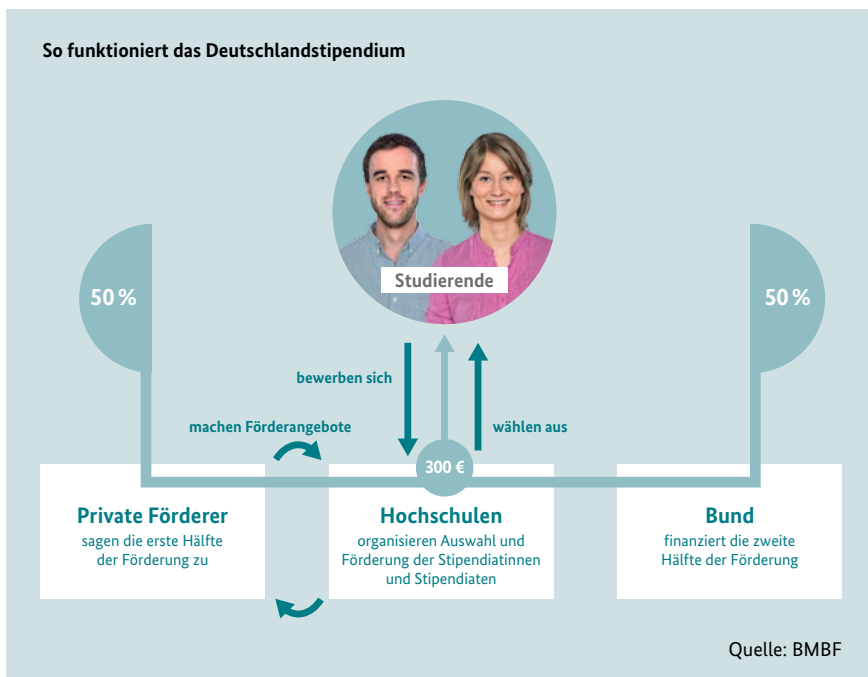 So funktioniert das Deutschlandstipendium
Studierende
50 %
50 %
bewerben sich
machen Förderangebote
wählen aus
300 €
Private Förderer
sagen die erste Hälfte
der Förderung zu
Hochschulen
organisieren Auswahl und
Förderung der Stipendiatinnen
und Stipendiaten
Bund
finanziert die zweite
Hälfte der Förderung
Quelle: BMBF